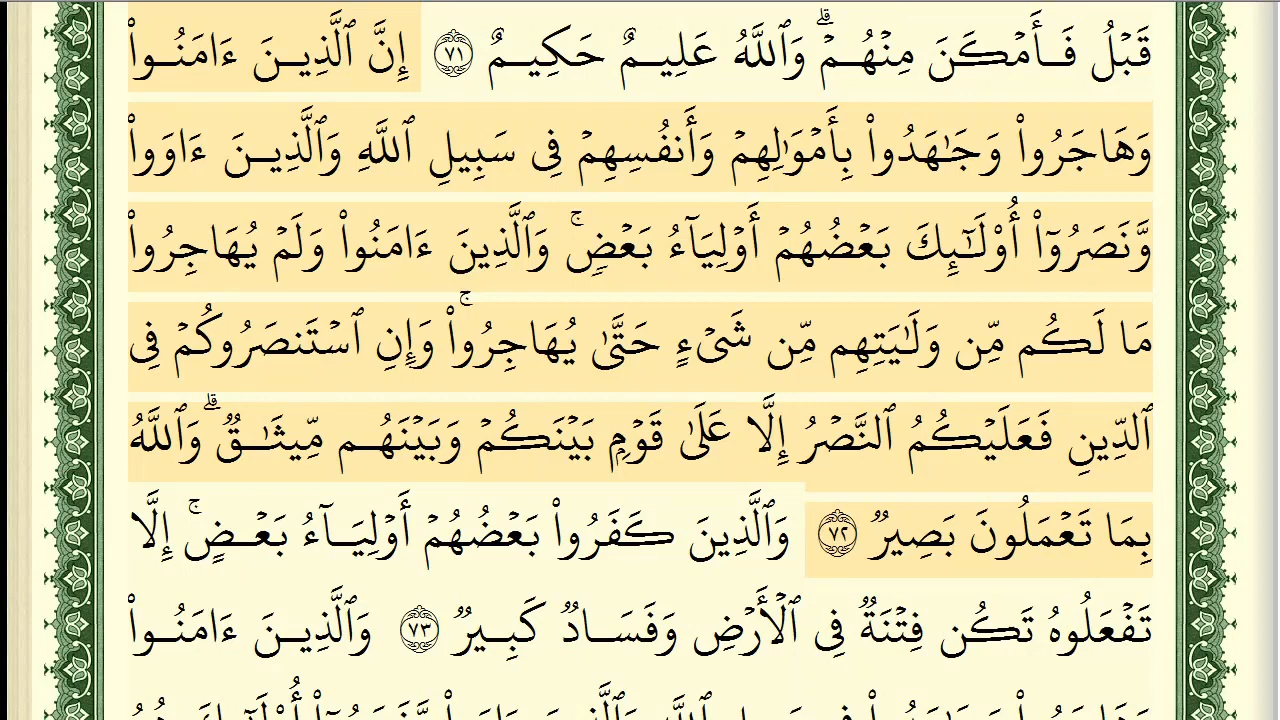 قَبۡلُ فَأَمۡكَنَ مِنۡهُمۡۗ وَٱللَّهُ عَلِيمٌ حَكِيمٌ ٧١ إِنَّ ٱلَّذِينَ ءَامَنُواْ
وَهَاجَرُواْ وَجَٰهَدُواْ بِأَمۡوَٰلِهِمۡ وَأَنفُسِهِمۡ فِي سَبِيلِ ٱللَّهِ وَٱلَّذِينَ ءَاوَواْ
وَّنَصَرُوٓاْ أُوْلَٰٓئِكَ بَعۡضُهُمۡ أَوۡلِيَآءُ بَعۡضٖۚ وَٱلَّذِينَ ءَامَنُواْ وَلَمۡ يُهَاجِرُواْ
مَا لَكُم مِّن وَلَٰيَتِهِم مِّن شَيۡءٍ حَتَّىٰ يُهَاجِرُواْۚ وَإِنِ ٱسۡتَنصَرُوكُمۡ فِي
ٱلدِّينِ فَعَلَيۡكُمُ ٱلنَّصۡرُ إِلَّا عَلَىٰ قَوۡمِۭ بَيۡنَكُمۡ وَبَيۡنَهُم مِّيثَٰقٞۗ وَٱللَّهُ
بِمَا تَعۡمَلُونَ بَصِيرٞ ٧٢ وَٱلَّذِينَ كَفَرُواْ بَعۡضُهُمۡ أَوۡلِيَآءُ بَعۡضٍۚ إِلَّا
تَفۡعَلُوهُ تَكُن فِتۡنَةٞ فِي ٱلۡأَرۡضِ وَفَسَادٞ كَبِيرٞ ٧٣ وَٱلَّذِينَ ءَامَنُواْ